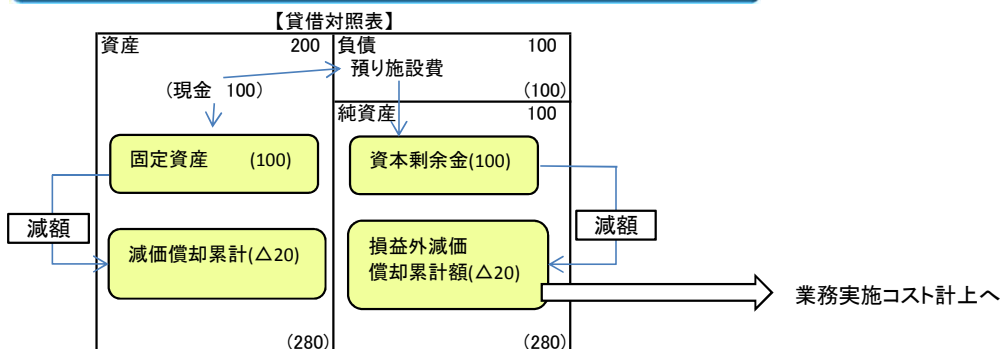 【貸借対照表】
資産 200
負債 100
預り施設費
(現金 100)
(100)
純資産 100
固定資産 (100)
資本剰余金(100)
減額
減額
減価償却累計(△20)
損益外減価
償却累計額(△20)
業務実施コスト計上へ
(280)
(280)